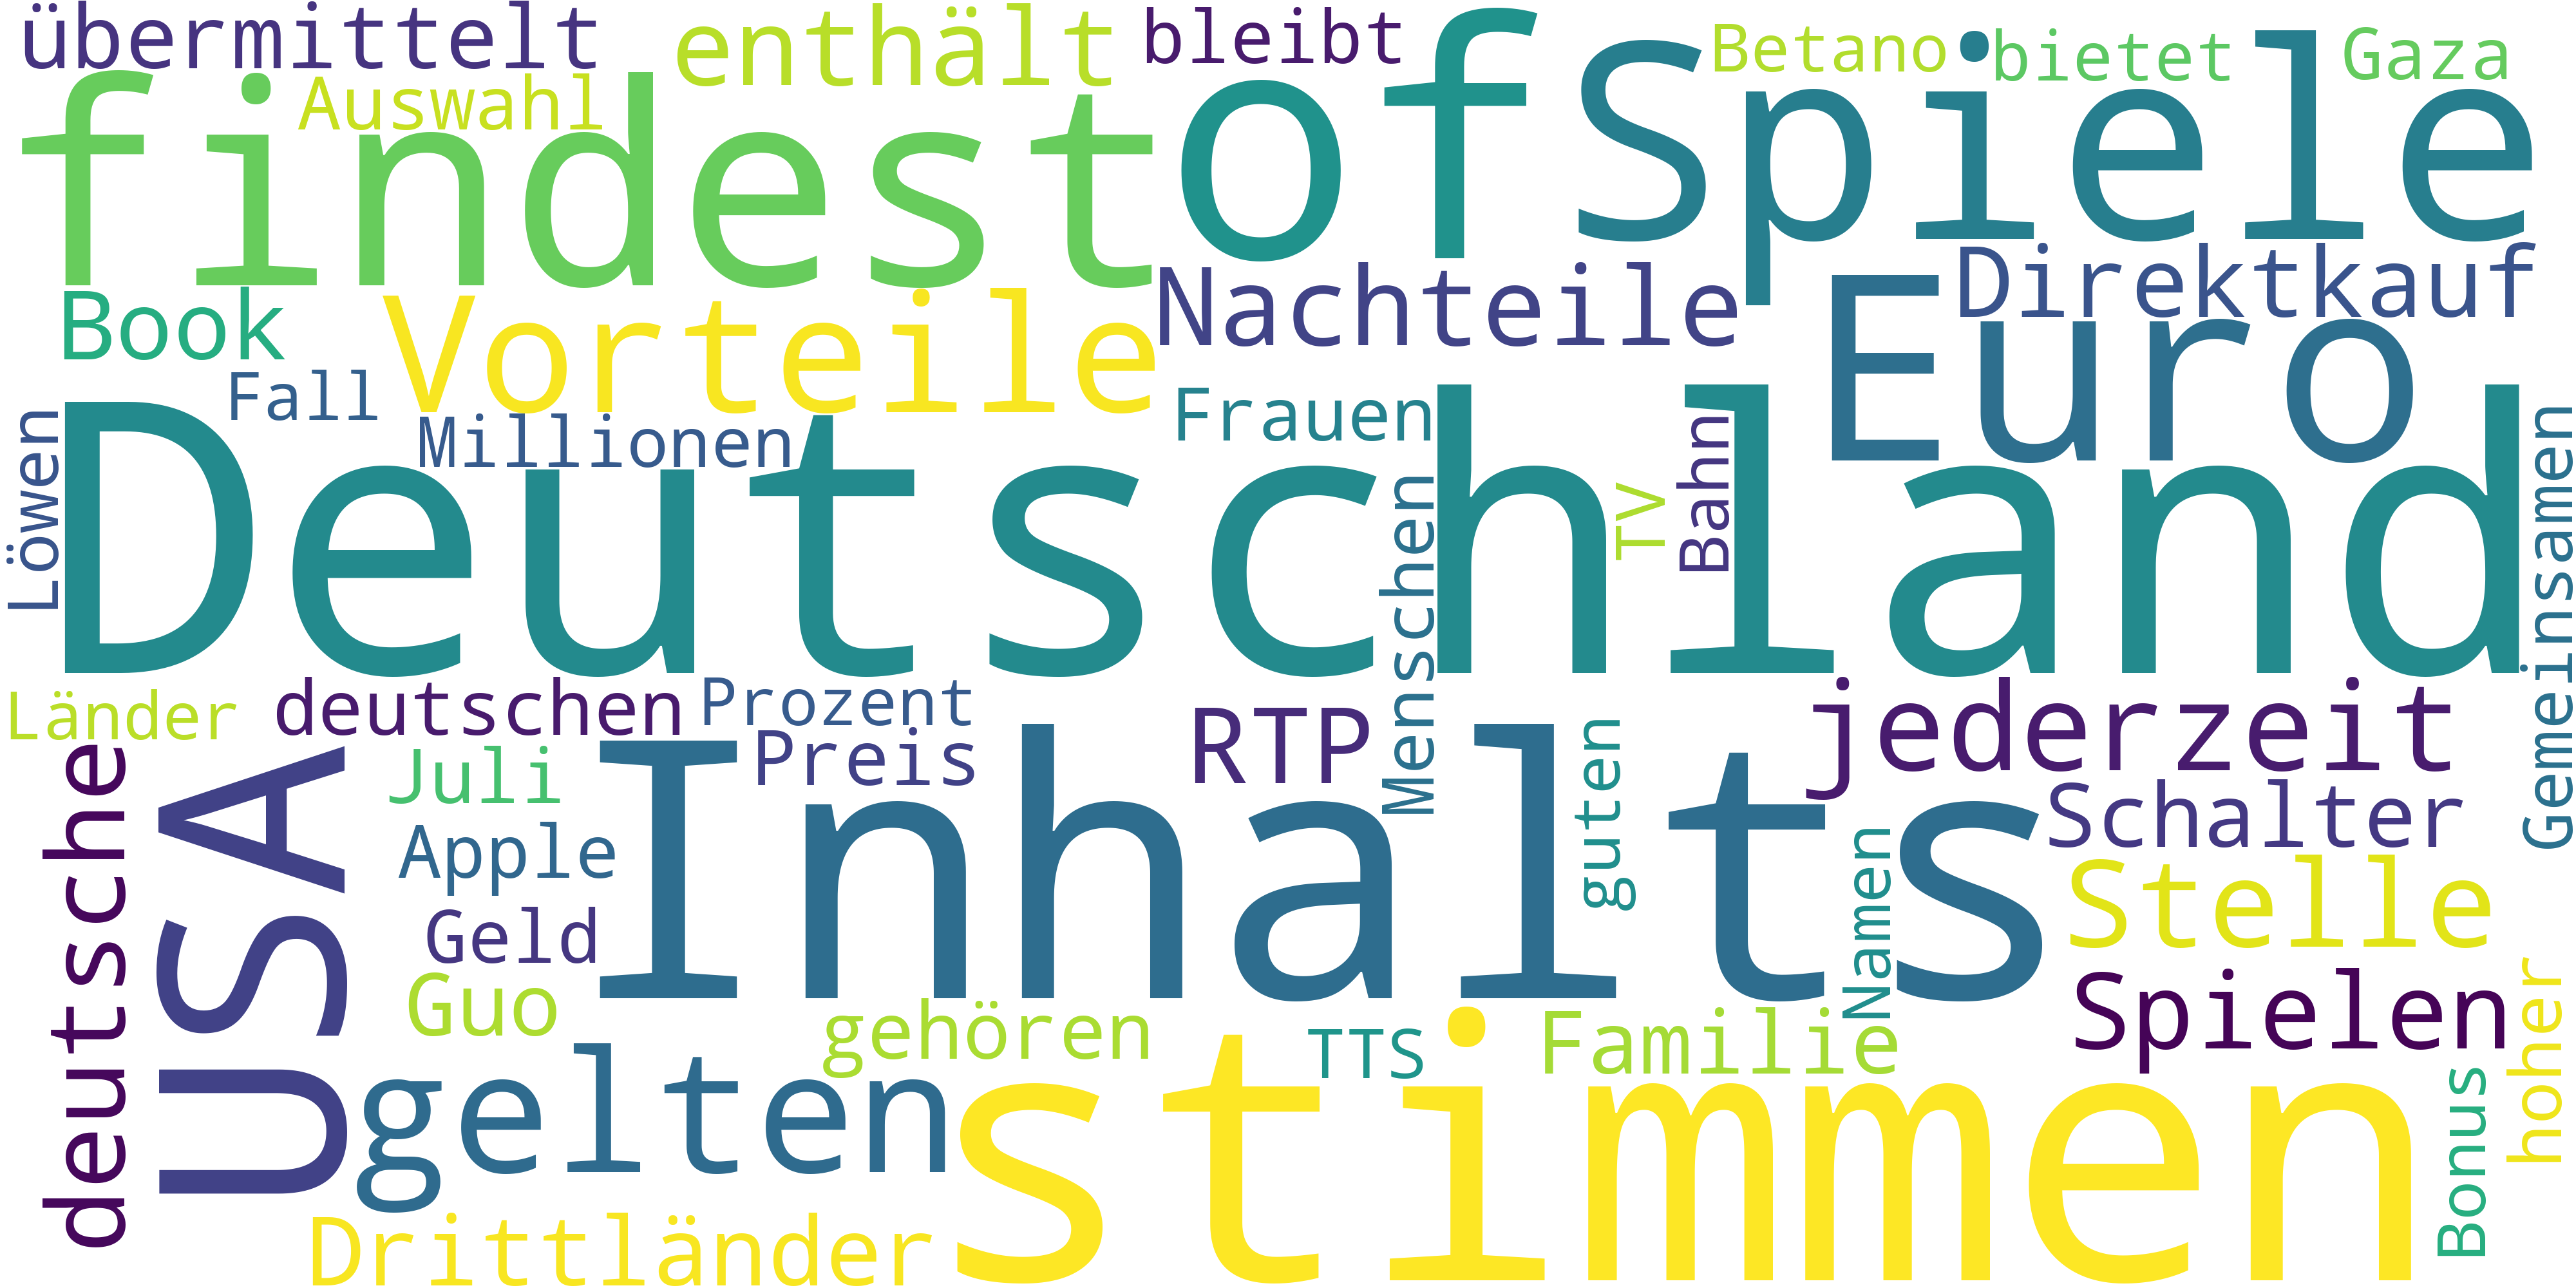 übermittelt
enthält
bleibt
of
Spiele
Betano
bietet
Gaza
findest
Auswahl
Book
Vorteile
Nachteile
Direktkauf
Euro
Fall
Millionen
Frauen
Löwen
Deutschland
Menschen
TV
Bahn
Gemeinsamen
Länder
deutschen
Prozent
Preis
RTP
jederzeit
deutsche
USA
Juli
Inhalts
guten
Schalter
Apple
Namen
Stelle
Geld
Guo
gehören
TTS
Familie
Spielen
hoher
gelten
stimmen
Bonus
Drittländer